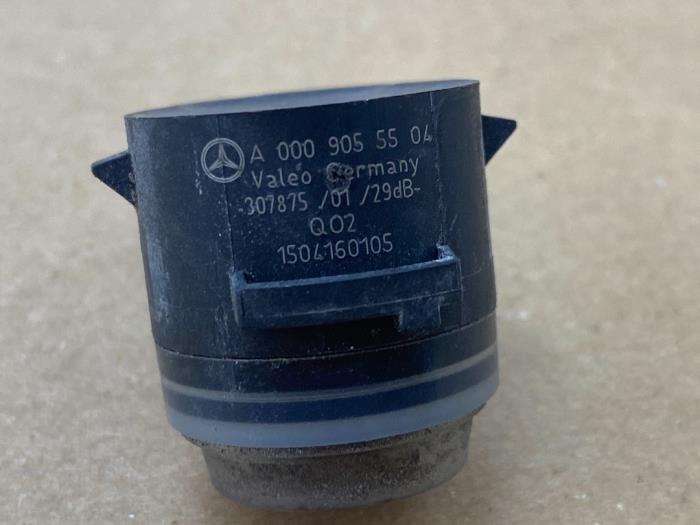 A 000 905 55 04
Valeo Germany
-307875 /01 /29dB-
Q02
1504160105